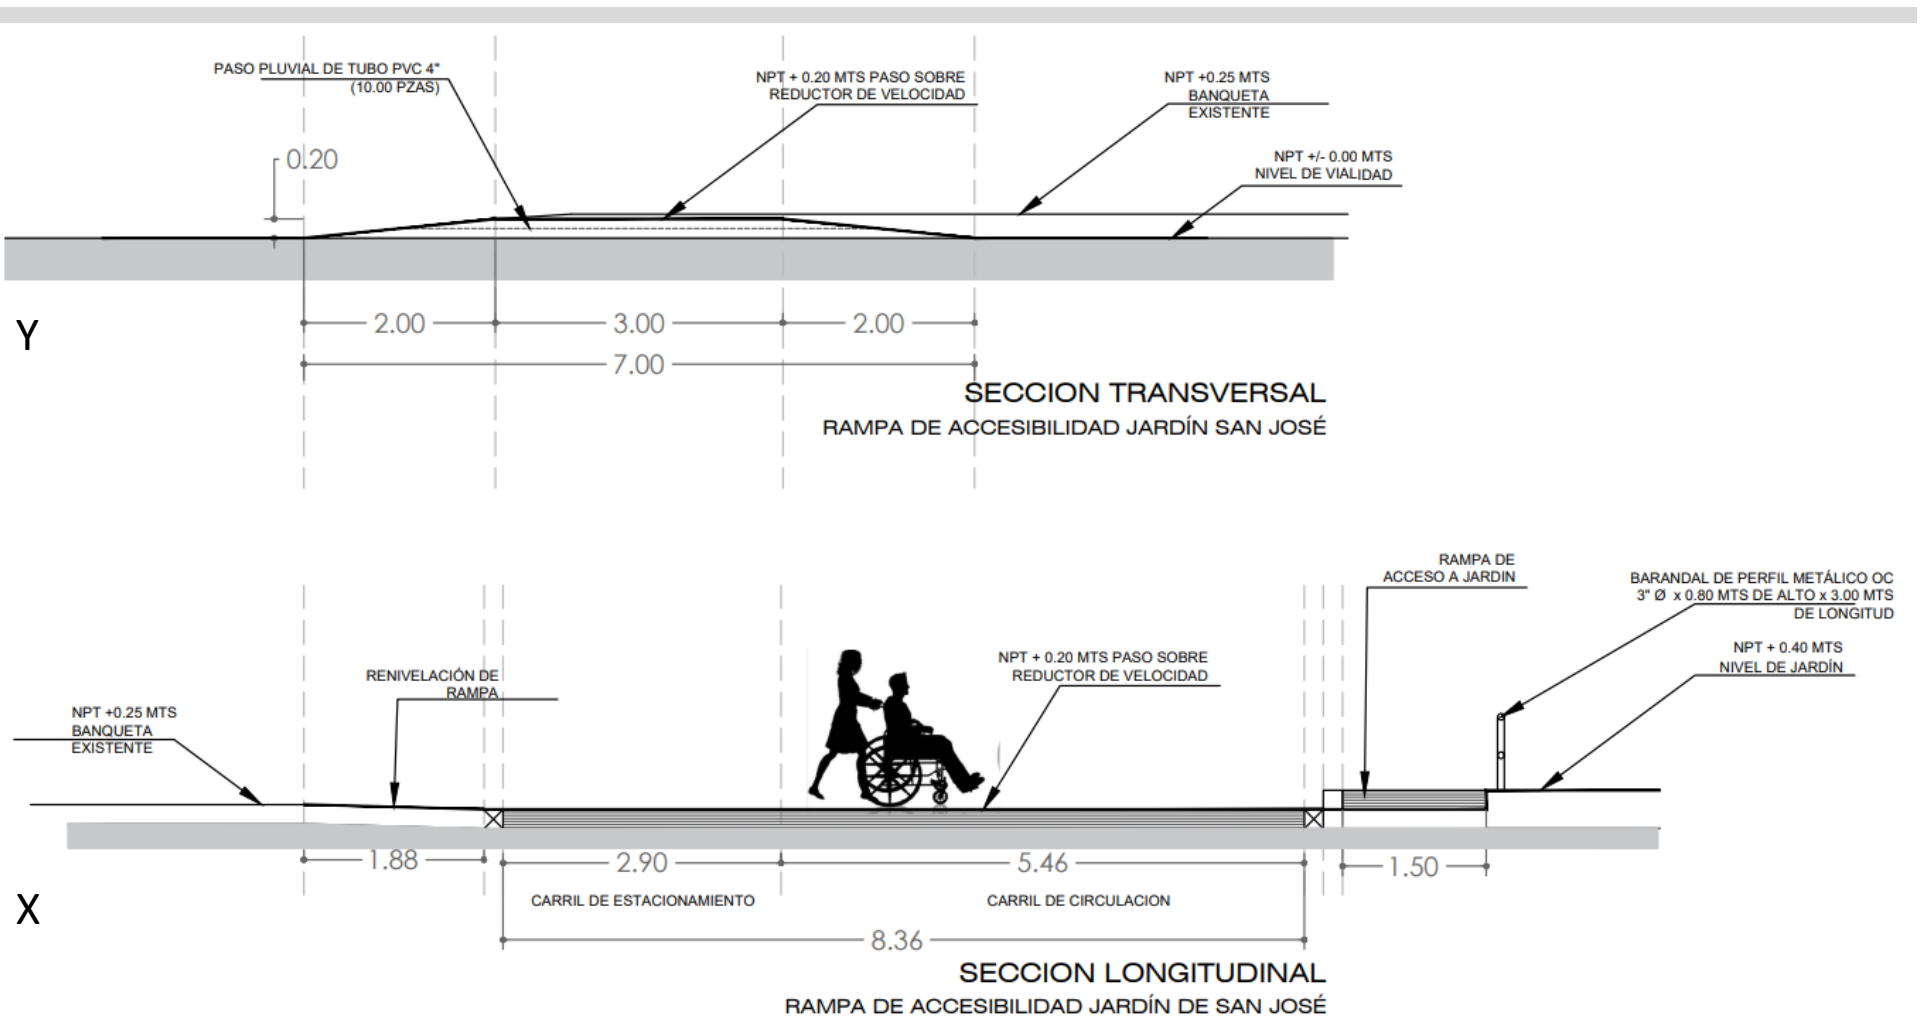 PASO PLUVIAL DE TUBO PVC 4"
(10.00 PZAS)
NPT + 0.20 MTS PASO SOBRE
REDUCTOR DE VELOCIDAD
NPT +0.25 MTS
BANQUETA
EXISTENTE
NPT +/- 0.00 MTS
NIVEL DE VIALIDAD
0.20
Y
2.00
3.00
2.00
7.00
SECCION TRANSVERSAL
RAMPA DE ACCESIBILIDAD JARDÍN SAN JOSÉ
RAMPA DE
ACCESO A JARDIN
BARANDAL DE PERFIL METÁLICO OC
3" Ø x 0.80 MTS DE ALTO x 3.00 MTS
DE LONGITUD
NPT + 0.40 MTS
NIVEL DE JARDÍN
NPT + 0.20 MTS PASO SOBRE
REDUCTOR DE VELOCIDAD
RENIVELACIÓN DE
RAMPA
NPT +0.25 MTS
BANQUETA
EXISTENTE
X
1.88
2.90
5.46
1.50
CARRIL DE ESTACIONAMIENTO
CARRIL DE CIRCULACION
8.36
SECCION LONGITUDINAL
RAMPA DE ACCESIBILIDAD JARDÍN DE SAN JOSÉ